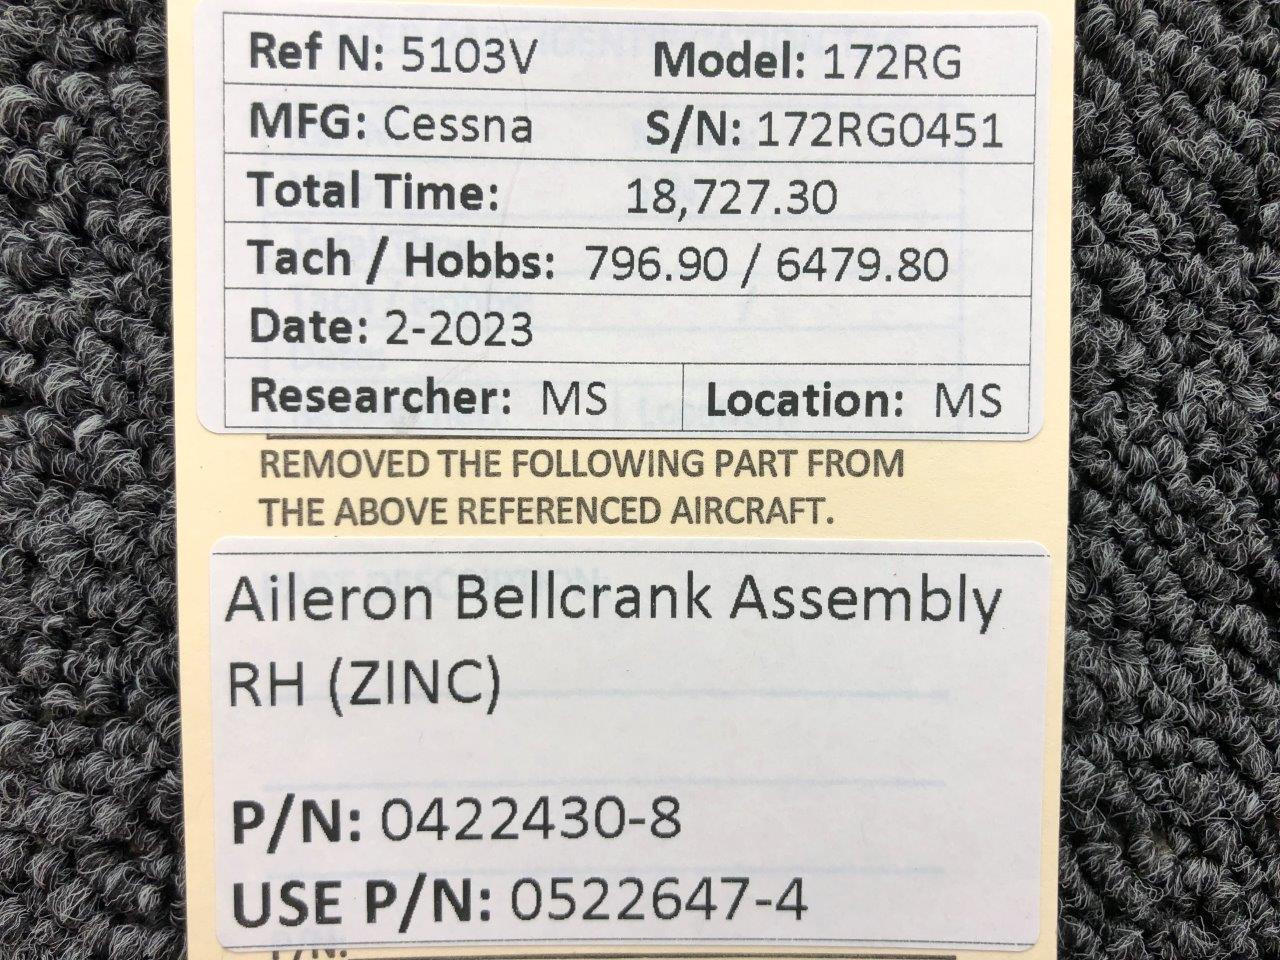 Ref N: 5103V Model: 172RG
MFG: Cessna S/N: 172RG0451
Total Time: 18,727.30
Tach / Hobbs: 796.90 / 6479.80
Date: 2-2023
Researcher: MS Location: MS
REMOVED THE FOLLOWING PART FROM
THE ABOVE REFERENCED AIRCRAFT.
Aileron Bellcrank Assembly
RH (ZINC)
P/N: 0422430-8
USE P/N: 0522647-4
P/N: